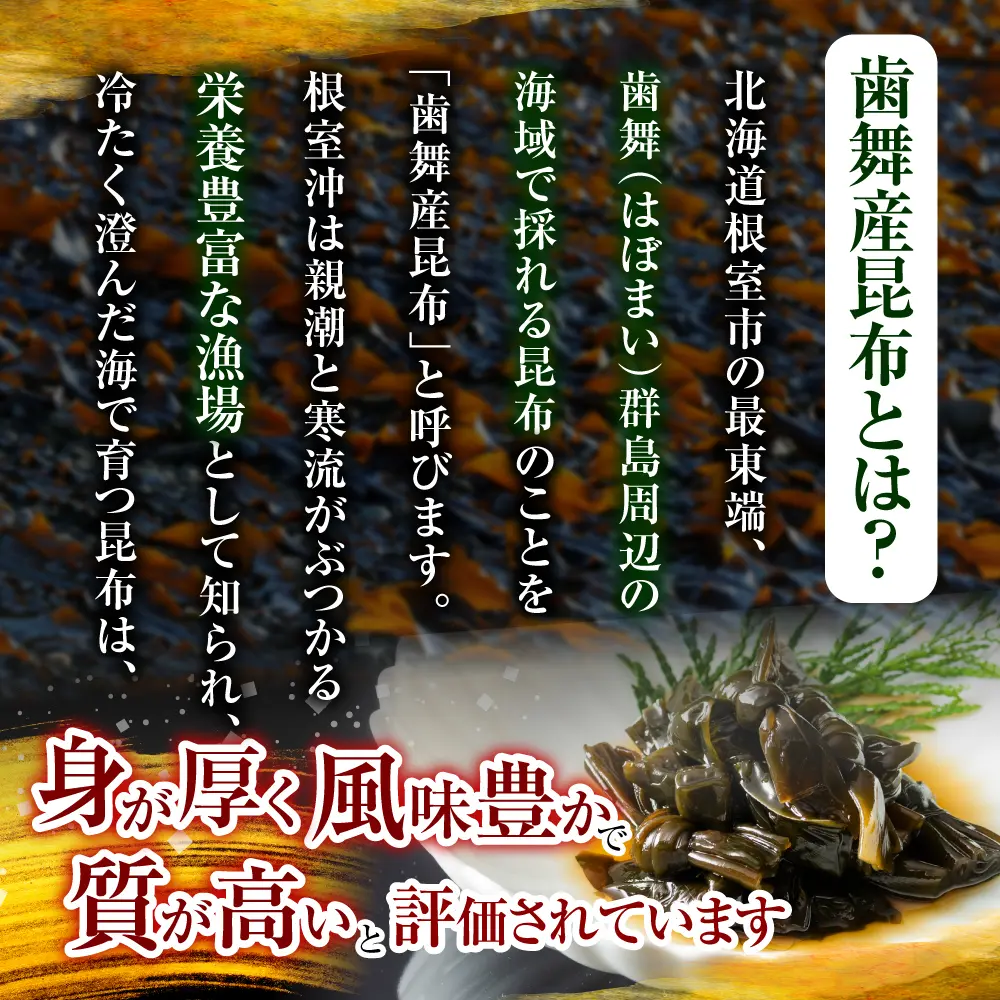 歯舞産昆布とは?
北海道根室市の最東端、
歯舞(はぼまい)群島周辺の
海域で採れる昆布のことを
「歯舞産昆布」と呼びます。
根室沖は親潮と寒流がぶつかる
栄養豊富な漁場として知られ、
冷たく澄んだ海で育つ昆布は、
身が厚く風味豊かで
質が高いと評価されています